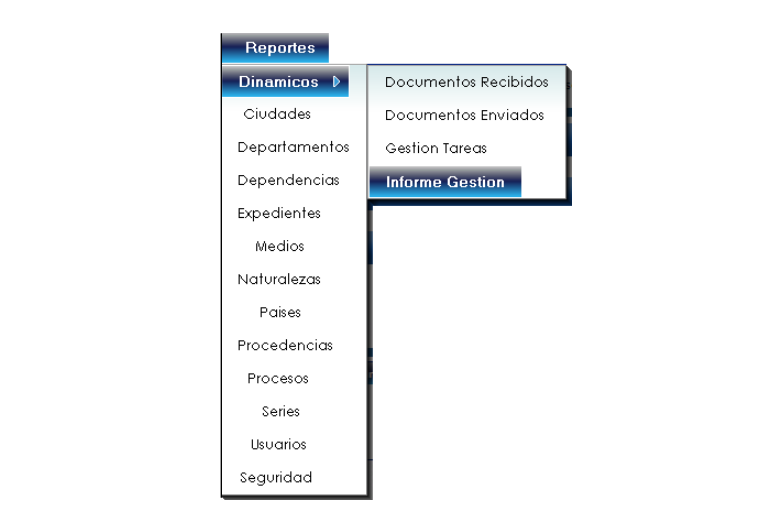 Reportes
Dinamicos
Ciudades
Departamentos
Dependencias
Expedientes
Medios
Naturalezas
Paises
Procedencias
Procesos
Series
Usuarios
Seguridad
Documentos Recibidos
Documentos Enviados
Gestion Tareas
Informe Gestion